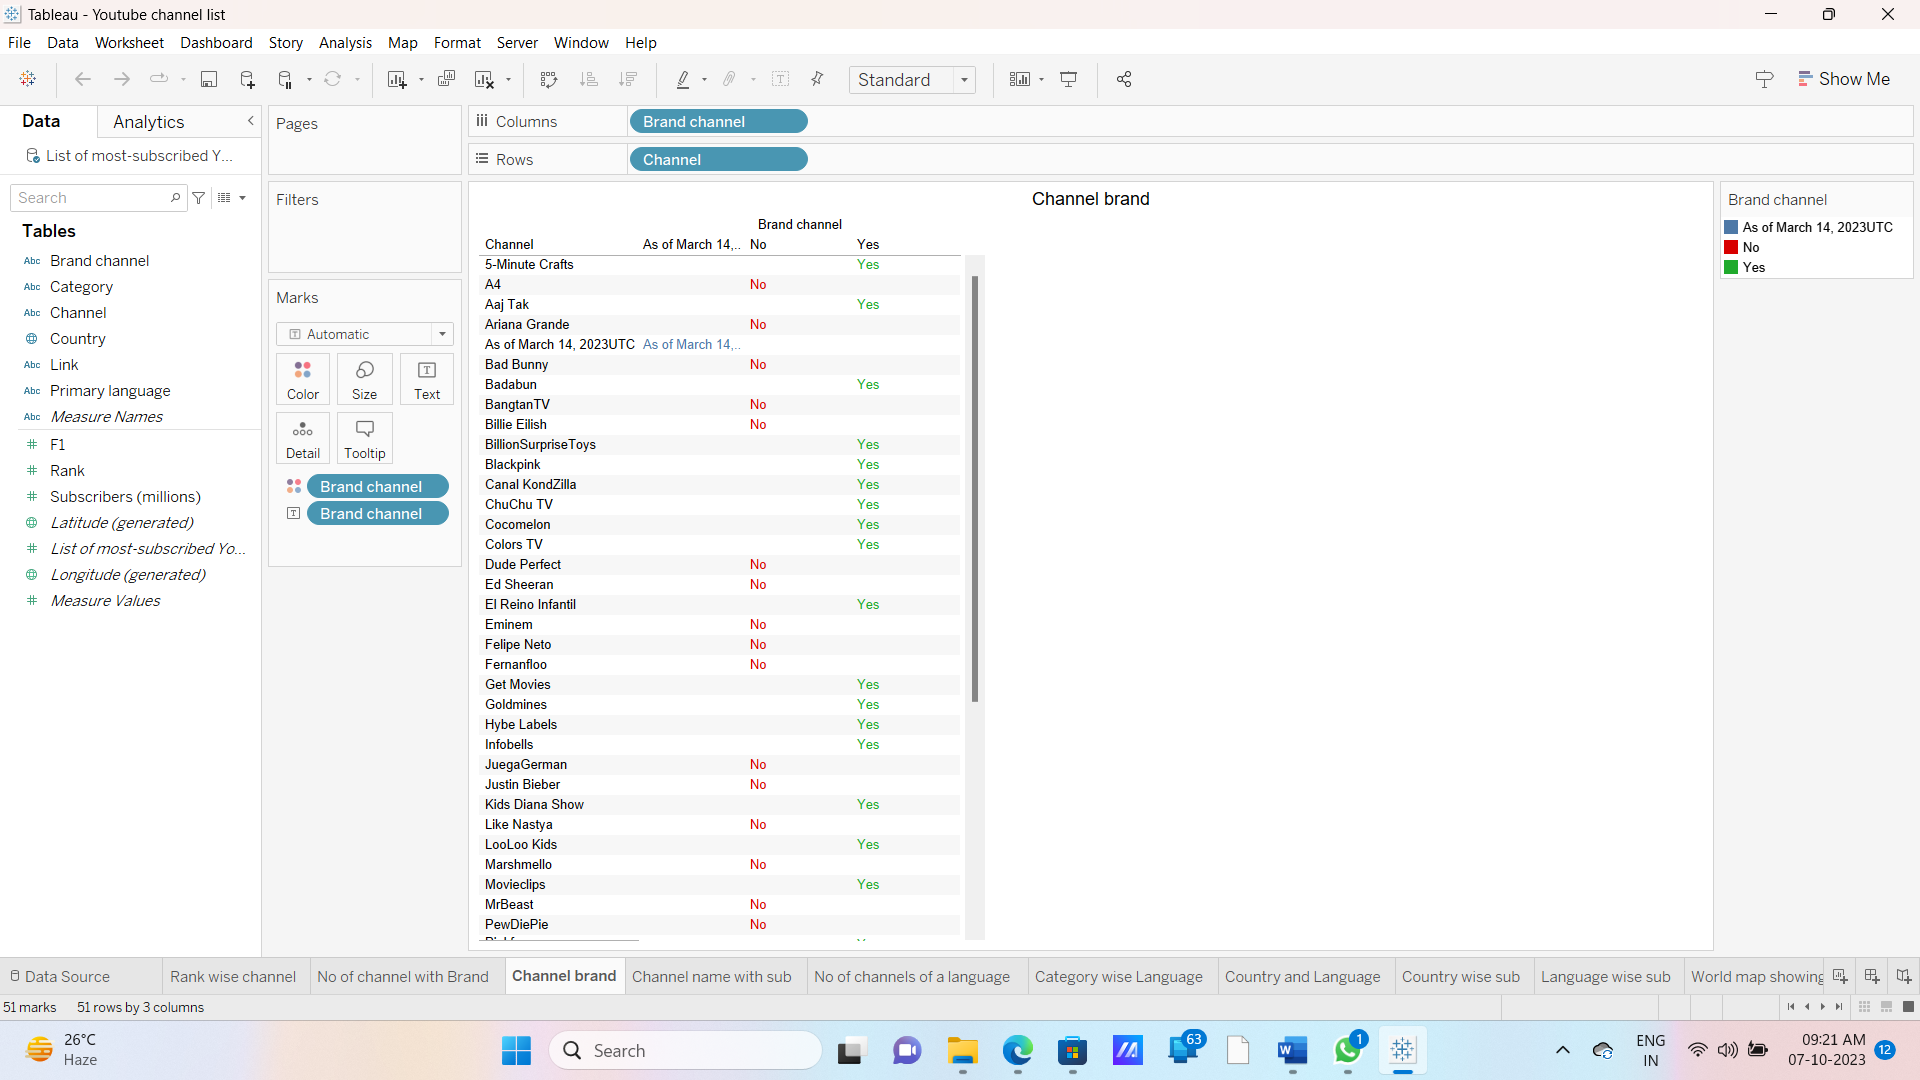 Tableau - Youtube channel list
File Data Worksheet Dashboard Story Analysis Map Format Server Window Help
Standard
Show Me
Data Analytics
List of most-subscribed Y...
Search
Tables
Abc Brand channel
Abc Category
Abc Channel
Country
Abc Link
Abc Primary language
Abc Measure Names
# F1
# Rank
# Subscribers (millions)
Latitude (generated)
# List of most-subscribed Yo...
Longitude (generated)
# Measure Values
Pages
Filters
Marks
Automatic
Color Size Text
Detail Tooltip
Brand channel
Brand channel
Columns Brand channel
Rows Channel
Channel brand
Brand channel
Channel As of March 14,.. No Yes
5-Minute Crafts Yes
A4 No
Aaj Tak Yes
Ariana Grande No
As of March 14, 2023UTC As of March 14,..
Bad Bunny No
Badabun Yes
BangtanTV No
Billie Eilish No
BillionSurpriseToys Yes
Blackpink Yes
Canal KondZilla Yes
ChuChu TV Yes
Cocomelon Yes
Colors TV Yes
Dude Perfect No
Ed Sheeran No
El Reino Infantil Yes
Eminem No
Felipe Neto No
Fernanfloo No
Get Movies Yes
Goldmines Yes
Hybe Labels Yes
Infobells Yes
JuegaGerman No
Justin Bieber No
Kids Diana Show Yes
Like Nastya No
LooLoo Kids Yes
Marshmello No
Movieclips Yes
MrBeast No
PewDiePie No
Brand channel
As of March 14, 2023UTC
No
Yes
Data Source Rank wise channel No of channel with Brand Channel brand Channel name with sub No of channels of a language Category wise Language Country and Language Country wise sub Language wise sub World map showing
51 marks 51 rows by 3 columns
26°C
Haze
Search
63
1
ENG
IN
09:21 AM
07-10-2023
12